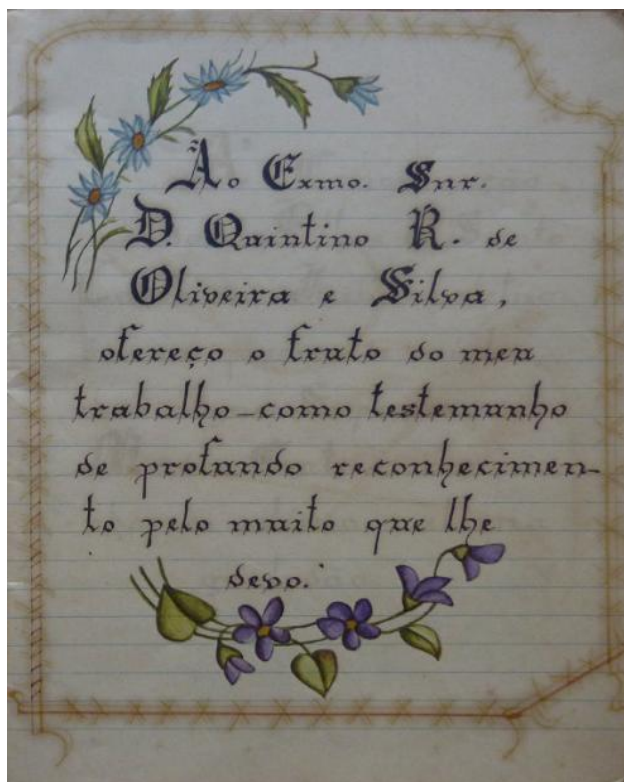 Ao Exmo. Snr.
D. Quintino R. de
Oliveira e Silva,
ofereço o fruto do meu
trabalho-como testemunho
de profundo reconhecimen-
to pelo muito que lhe
devo.